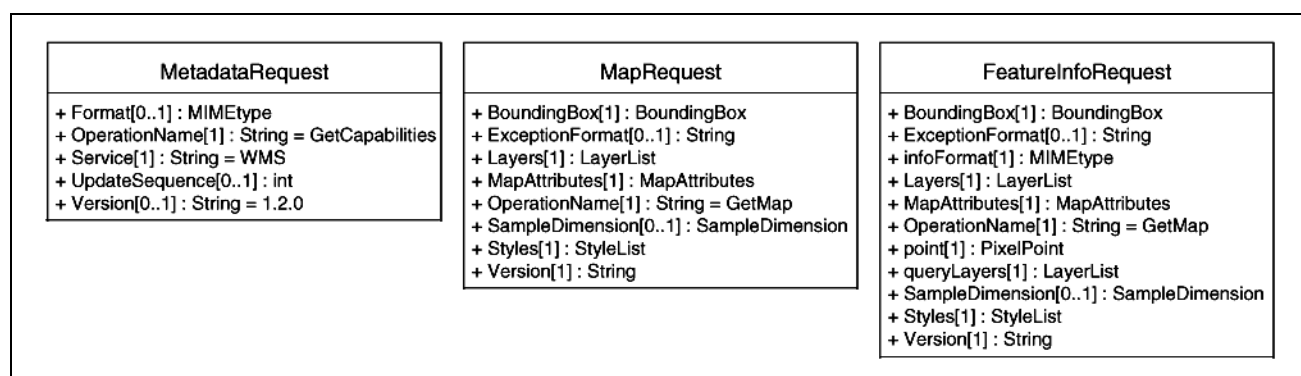 MetadataRequest
+ Format[0..1] : MIMEtype
+ OperationName[1] : String = GetCapabilities
+ Service[1] : String = WMS
+ UpdateSequence[0..1] : int
+ Version[0..1] : String = 1.2.0
MapRequest
+ BoundingBox[1] : BoundingBox
+ ExceptionFormat[0..1] : String
+ Layers[1] : LayerList
+ MapAttributes[1] : MapAttributes
+ OperationName[1] : String = GetMap
+ SampleDimension[0..1] : SampleDimension
+ Styles[1] : StyleList
+ Version[1] : String
FeatureInfoRequest
+ BoundingBox[1] : BoundingBox
+ ExceptionFormat[0..1] : String
+ infoFormat[1] : MIMEtype
+ Layers[1] : LayerList
+ MapAttributes[1] : MapAttributes
+ OperationName[1] : String = GetMap
+ point[1] : PixelPoint
+ queryLayers[1] : LayerList
+ SampleDimension[0..1] : SampleDimension
+ Styles[1] : StyleList
+ Version[1] : String